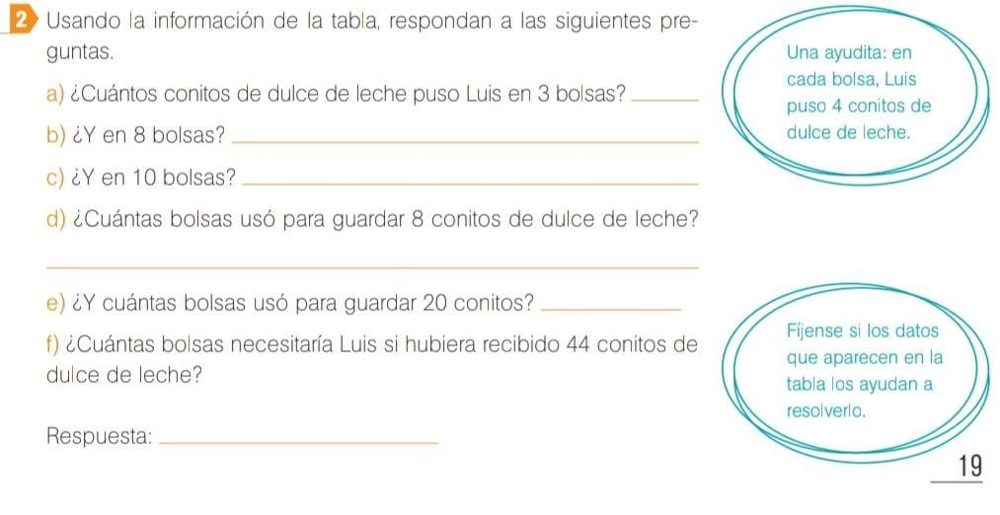 2 Usando la información de la tabla, respondan a las siguientes pre-
guntas.
a) ¿Cuántos conitos de dulce de leche puso Luis en 3 bolsas?
b) ¿Y en 8 bolsas?
c) ¿Y en 10 bolsas?
d) ¿Cuántas bolsas usó para guardar 8 conitos de dulce de leche?
e) ¿Y cuántas bolsas usó para guardar 20 conitos?
f) ¿Cuántas bolsas necesitaría Luis si hubiera recibido 44 conitos de
dulce de leche?
Respuesta:
Una ayudita: en
cada bolsa, Luis
puso 4 conitos de
dulce de leche.
Fíjense si los datos
que aparecen en la
tabla los ayudan a
resolverlo.
19